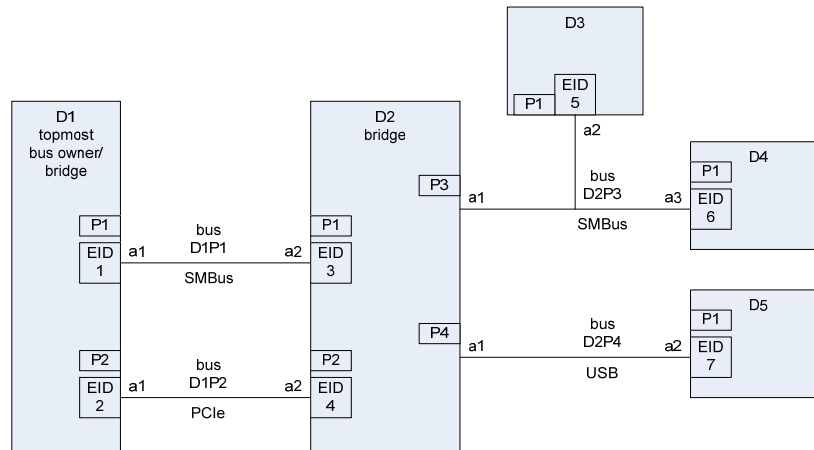 D3
P1
EID
5
a2
D1
topmost
bus owner/
bridge
P1
EID
1
a1
bus
D1P1
SMBus
a2
P2
EID
2
a1
bus
D1P2
PCIe
a2
D2
bridge
P1
EID
3
P2
EID
4
P3
a1
bus
D2P3
SMBus
a3
P4
a1
bus
D2P4
USB
a2
D4
P1
EID
6
D5
P1
EID
7